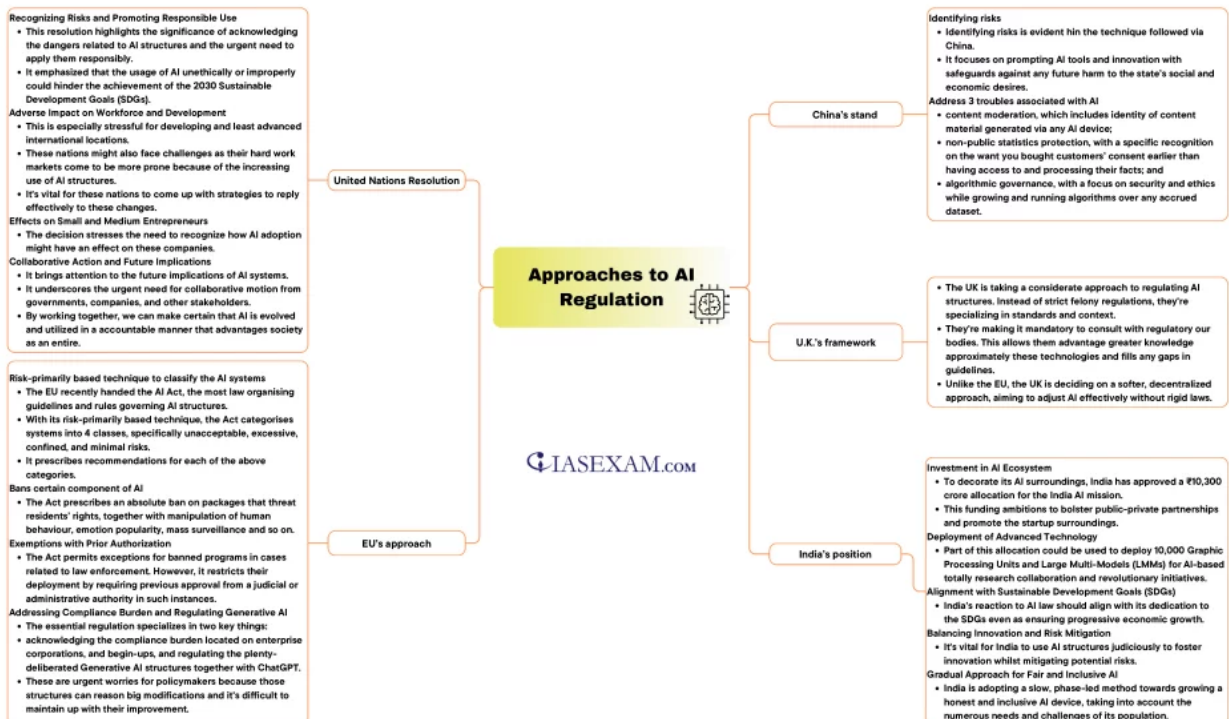 Recognizing Risks and Promoting Responsible Use
• This resolution highlights the significance of acknowledging
the dangers related to AI structures and the urgent need to
apply them responsibly.
• It emphasized that the usage of AI unethically or improperly
could hinder the achievement of the 2030 Sustainable
Development Goals (SDGs).
Adverse Impact on Workforce and Development
• This is especially stressful for developing and least advanced
international locations.
• These nations might also face challenges as their hard work
markets come to be more prone because of the increasing
use of AI structures.
• It's vital for these nations to come up with strategies to reply
effectively to these changes.
Effects on Small and Medium Entrepreneurs
• The decision stresses the need to recognize how AI adoption
might have an effect on these companies.
Collaborative Action and Future Implications
• It brings attention to the future implications of AI systems.
• It underscores the urgent need for collaborative motion from
governments, companies, and other stakeholders.
• By working together, we can make certain that AI is evolved
and utilized in a accountable manner that advantages society
as an entire.
United Nations Resolution
Risk-primarily based technique to classify the AI systems
• The EU recently handed the AI Act, the most law organising
guidelines and rules governing AI structures.
• With its risk-primarily based technique, the Act categorises
systems into 4 classes, specifically unacceptable, excessive,
confined, and minimal risks.
• It prescribes recommendations for each of the above
categories.
Bans certain component of AI
• The Act prescribes an absolute ban on packages that threat
residents' rights, together with manipulation of human
behaviour, emotion popularity, mass surveillance and so on.
Exemptions with Prior Authorization
• The Act permits exceptions for banned programs in cases
related to law enforcement. However, it restricts their
deployment by requiring previous approval from a judicial or
administrative authority in such instances.
Addressing Compliance Burden and Regulating Generative AI
• The essential regulation specializes in two key things:
• acknowledging the compliance burden located on enterprise
corporations, and begin-ups, and regulating the plenty-
deliberated Generative AI structures together with ChatGPT.
• These are urgent worries for policymakers because those
structures can reason big modifications and it's difficult to
maintain up with their improvement.
EU's approach
Approaches to AI
Regulation
IASEXAM.COM
China's stand
Identifying risks
• Identifying risks is evident hin the technique followed via
China.
• It focuses on prompting AI tools and innovation with
safeguards against any future harm to the state's social and
economic desires.
Address 3 troubles associated with AI
• content moderation, which includes identity of content
material generated via any AI device;
• non-public statistics protection, with a specific recognition
on the want you bought customers' consent earlier than
having access to and processing their facts; and
• algorithmic governance, with a focus on security and ethics
while growing and running algorithms over any accrued
dataset.
U.K.'s framework
• The UK is taking a considerate approach to regulating AI
structures. Instead of strict felony regulations, they're
specializing in standards and context.
• They're making it mandatory to consult with regulatory our
bodies. This allows them advantage greater knowledge
approximately these technologies and fills any gaps in
guidelines.
• Unlike the EU, the UK is deciding on a softer, decentralized
approach, aiming to adjust AI effectively without rigid laws.
India's position
Investment in AI Ecosystem
• To decorate its AI surroundings, India has approved a ₹10,300
crore allocation for the India AI mission.
• This funding ambitions to bolster public-private partnerships
and promote the startup surroundings.
Deployment of Advanced Technology
• Part of this allocation could be used to deploy 10,000 Graphic
Processing Units and Large Multi-Models (LMMs) for AI-based
totally research collaboration and revolutionary initiatives.
Alignment with Sustainable Development Goals (SDGs)
• India's reaction to AI law should align with its dedication to
the SDGs even as ensuring progressive economic growth.
Balancing Innovation and Risk Mitigation
• It's vital for India to use AI structures judiciously to foster
innovation whilst mitigating potential risks.
Gradual Approach for Fair and Inclusive AI
• India is adopting a slow, phase-led method towards growing a
honest and inclusive AI device, taking into account the
numerous needs and challenges of its population.